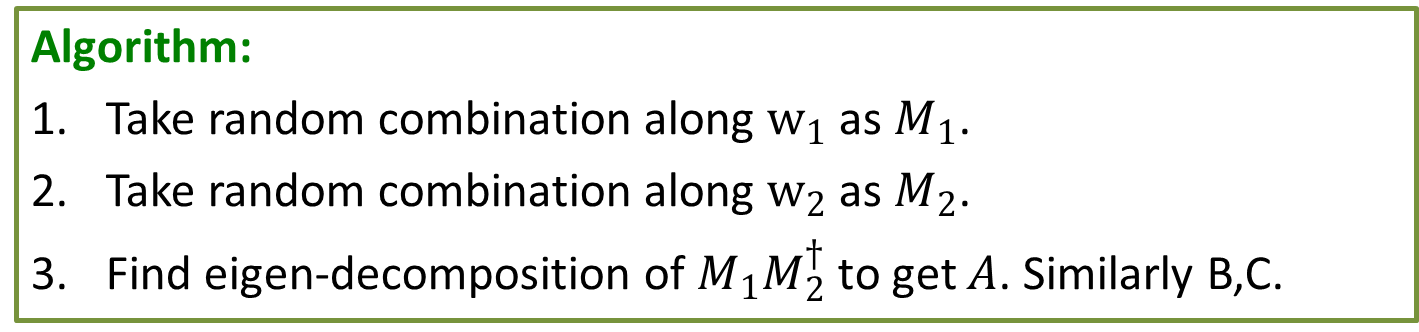 Algorithm:
1. Take random combination along w₁ as M₁.
2. Take random combination along w₂ as M₂.
3. Find eigen-decomposition of M₁M₂† to get A. Similarly B,C.